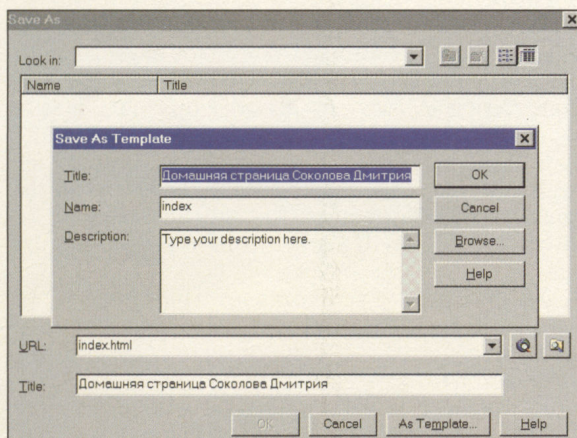 Save As
Look in:
Name Title
Save As Template
Title: Домашняя страница Соколова Дмитрия OK
Name: index Cancel
Description: Type your description here. Browse...
Help
URL: index.html
Title: Домашняя страница Соколова Дмитрия
OK Cancel As Template... Help